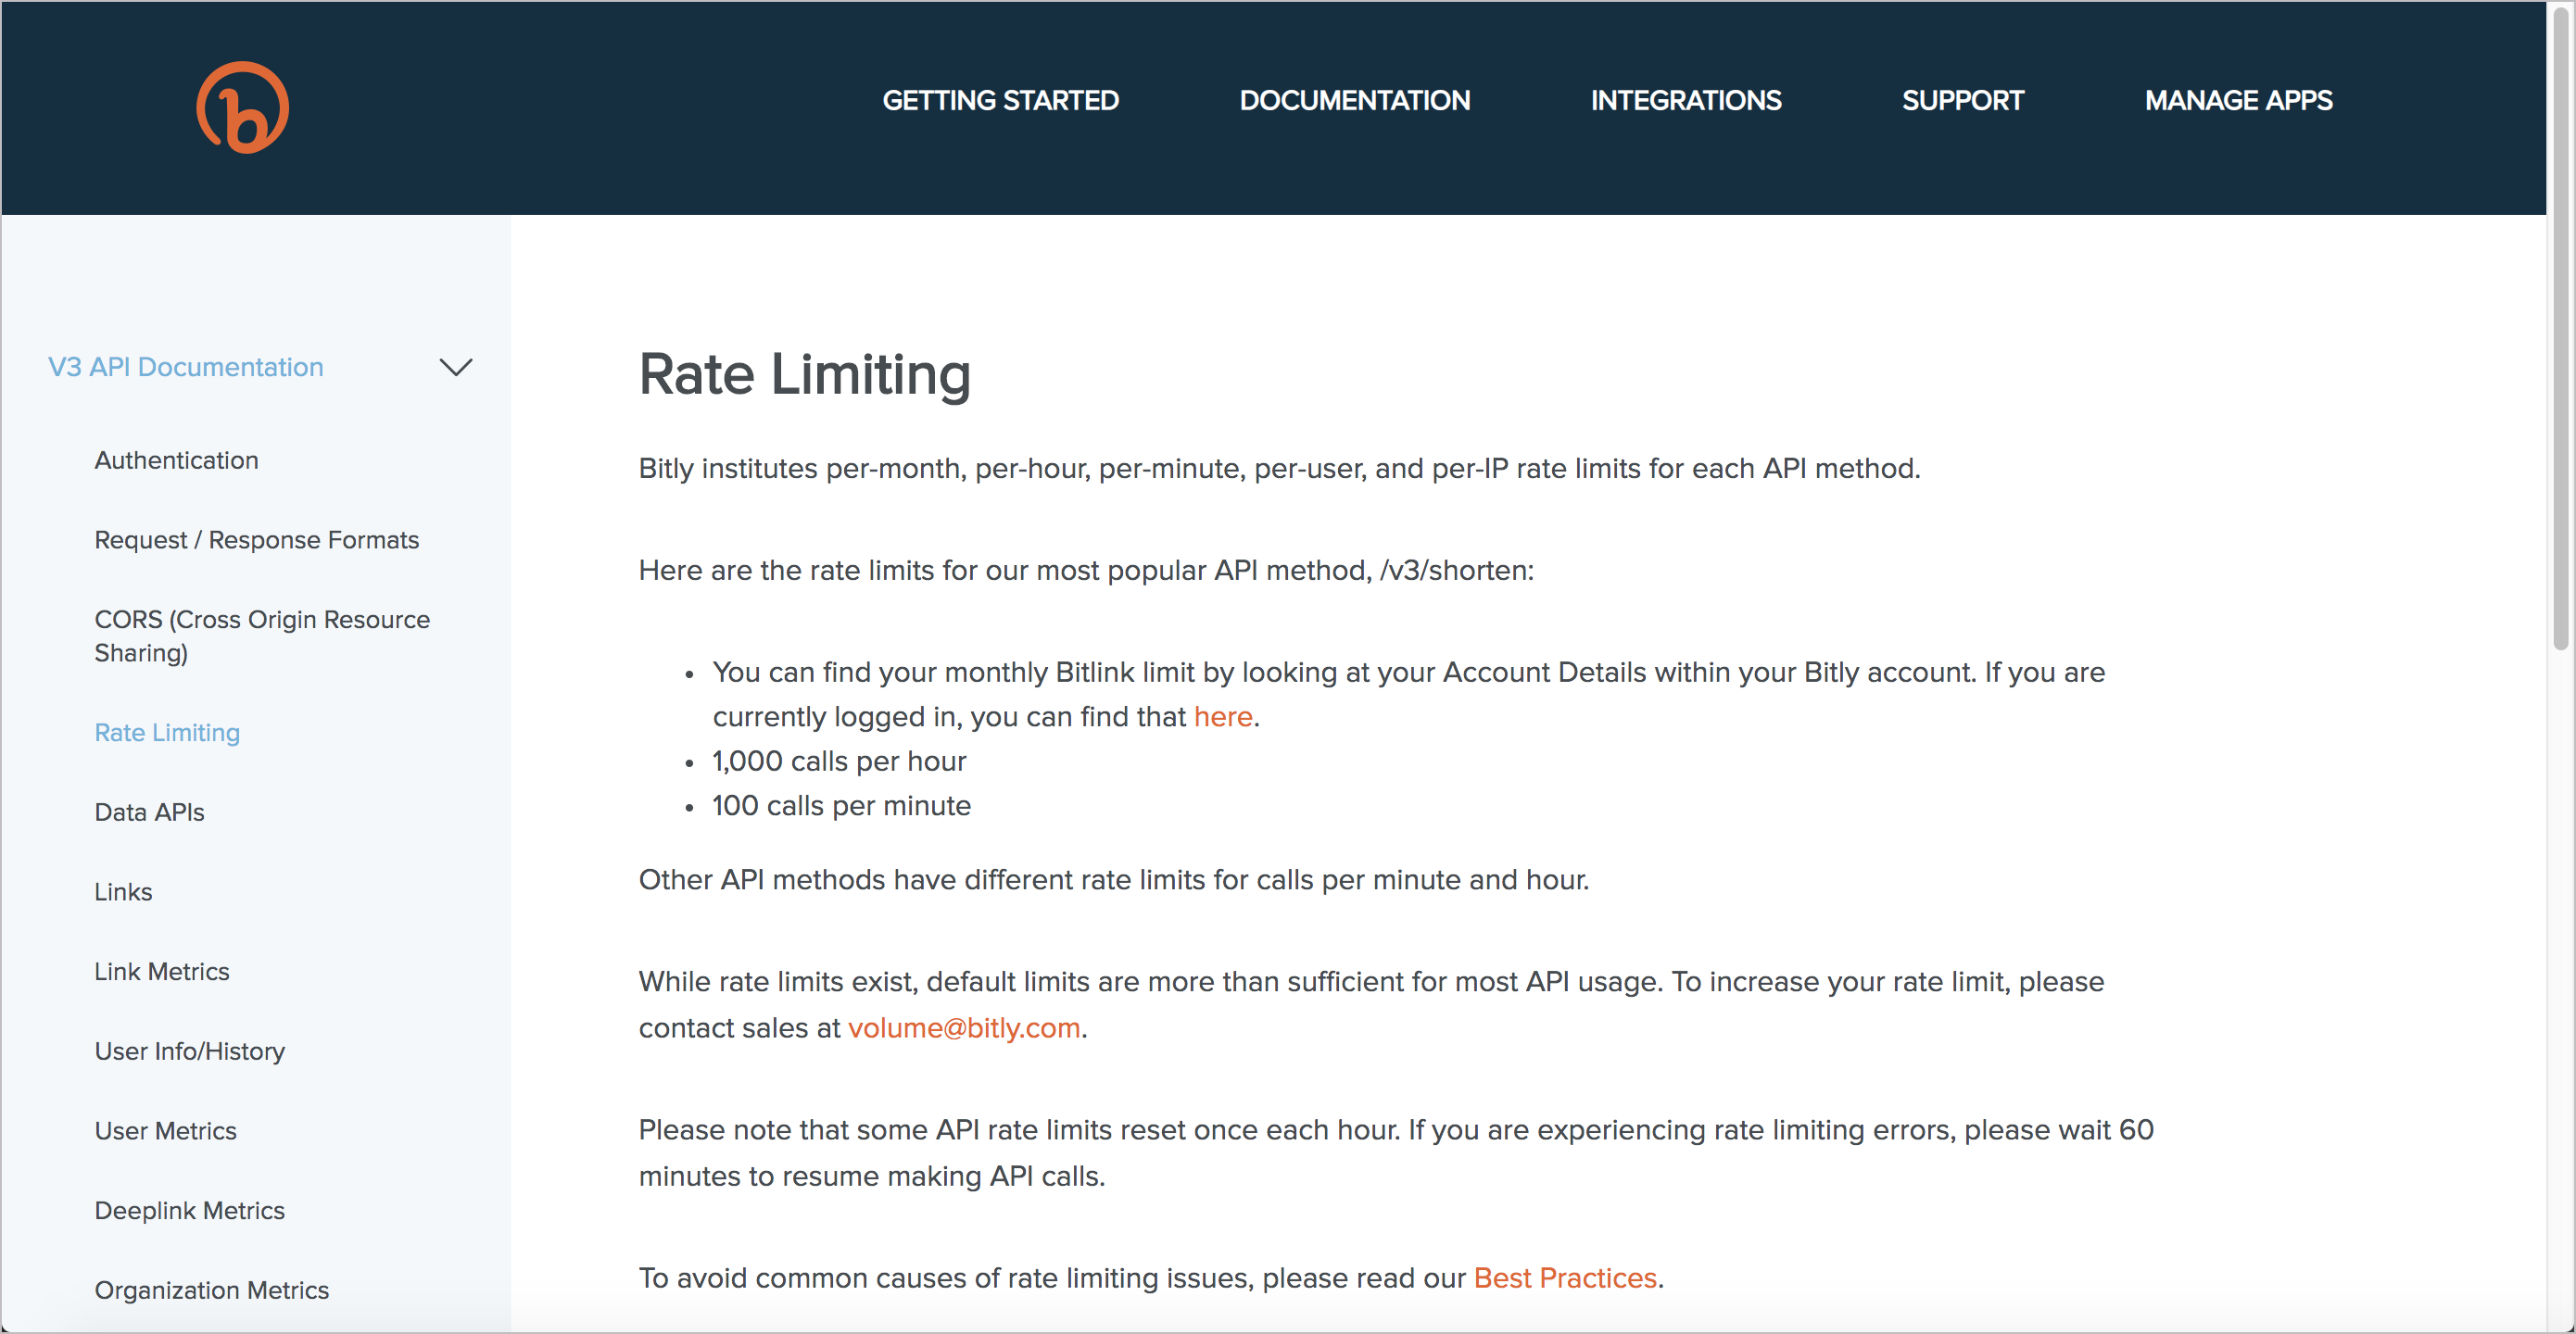 GETTING STARTED
DOCUMENTATION
INTEGRATIONS
SUPPORT
MANAGE APPS
V3 API Documentation
Authentication
Request / Response Formats
CORS (Cross Origin Resource
Sharing)
Rate Limiting
Data APIs
Links
Link Metrics
User Info/History
User Metrics
Deeplink Metrics
Organization Metrics
Rate Limiting
Bitly institutes per-month, per-hour, per-minute, per-user, and per-IP rate limits for each API method.
Here are the rate limits for our most popular API method, /v3/shorten:
• You can find your monthly Bitlink limit by looking at your Account Details within your Bitly account. If you are
currently logged in, you can find that here.
• 1,000 calls per hour
• 100 calls per minute
Other API methods have different rate limits for calls per minute and hour.
While rate limits exist, default limits are more than sufficient for most API usage. To increase your rate limit, please
contact sales at volume@bitly.com.
Please note that some API rate limits reset once each hour. If you are experiencing rate limiting errors, please wait 60
minutes to resume making API calls.
To avoid common causes of rate limiting issues, please read our Best Practices.